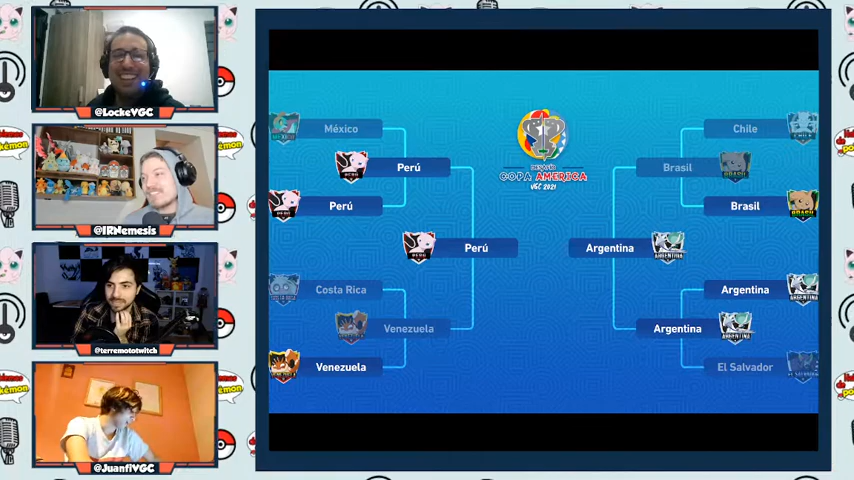 @LockeVGC
@IRNemesis
@terremototwitch
@JuanfiVGC
México
Perú
Perú
Perú
Costa Rica
Venezuela
Venezuela
DESAFÍO
COPA AMERICA
VGC 2021
Chile
Brasil
Brasil
Argentina
Argentina
Argentina
El Salvador